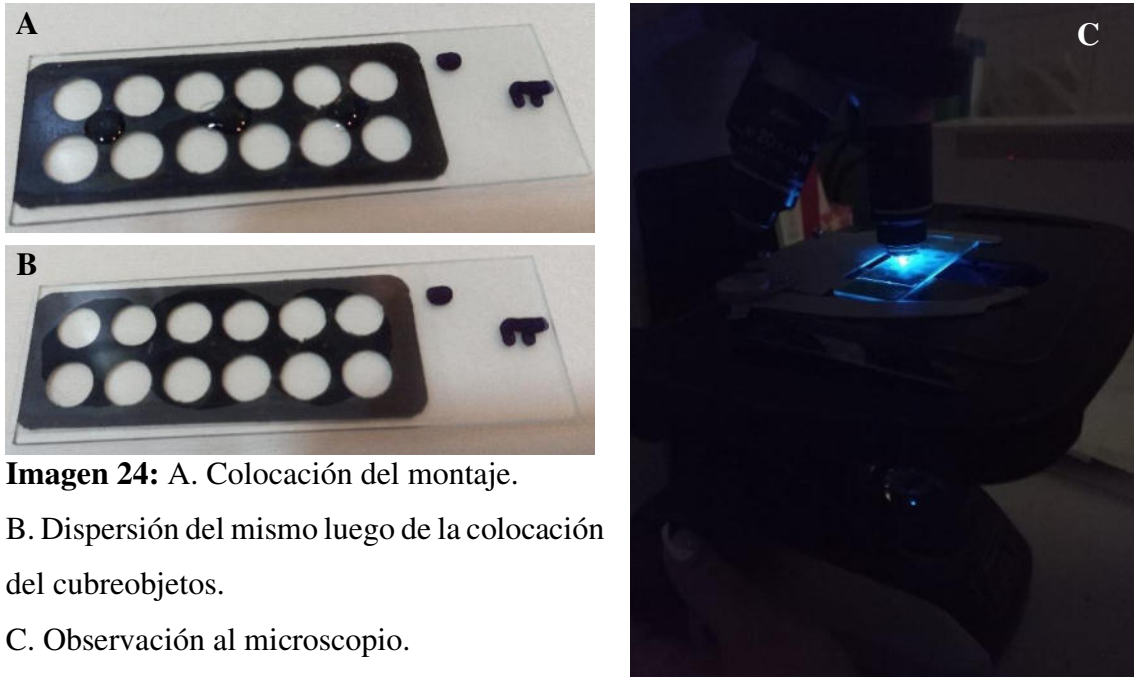 A
B
C
Imagen 24: A. Colocación del montaje.
B. Dispersión del mismo luego de la colocación
del cubreobjetos.
C. Observación al microscopio.